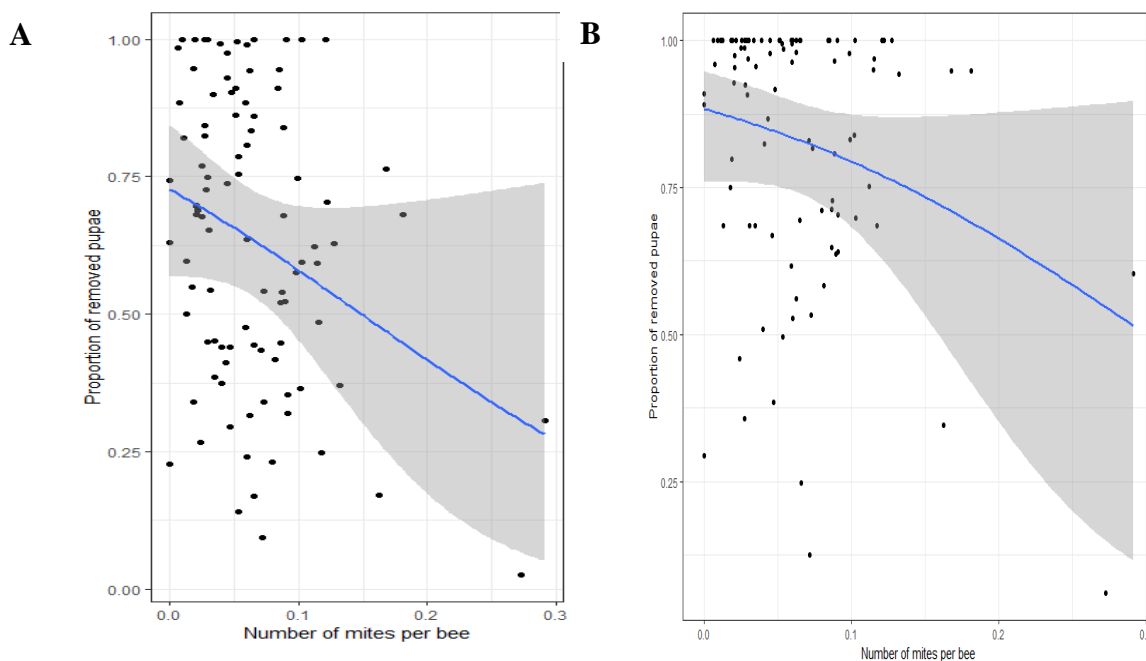 A
B
Proportion of removed pupae
1.00
0.75
0.50
0.25
0.00
0.0 0.1 0.2 0.3
Number of mites per bee
Proportion of removed pupae
1.00
0.75
0.50
0.25
0.0 0.1 0.2
Number of mites per bee